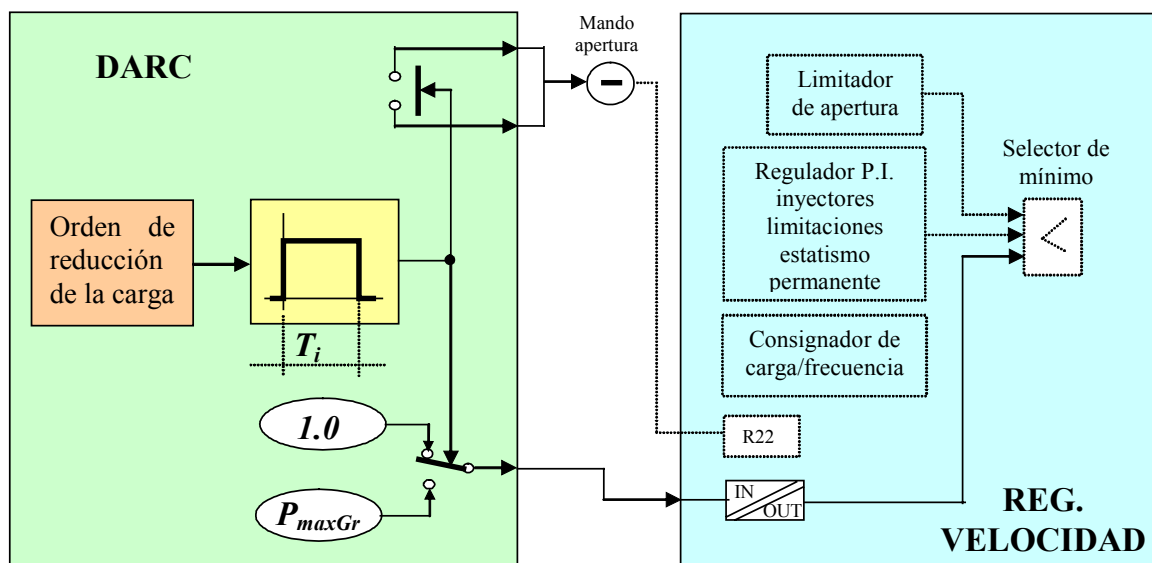 DARC
Orden de
reducción
de la carga
T_i
1.0
P_maxGr
Mando
apertura
Limitador
de apertura
Regulador P.I.
inyectores
limitaciones
estatismo
permanente
Consignador de
carga/frecuencia
R22
IN
OUT
Selector de
mínimo
REG.
VELOCIDAD